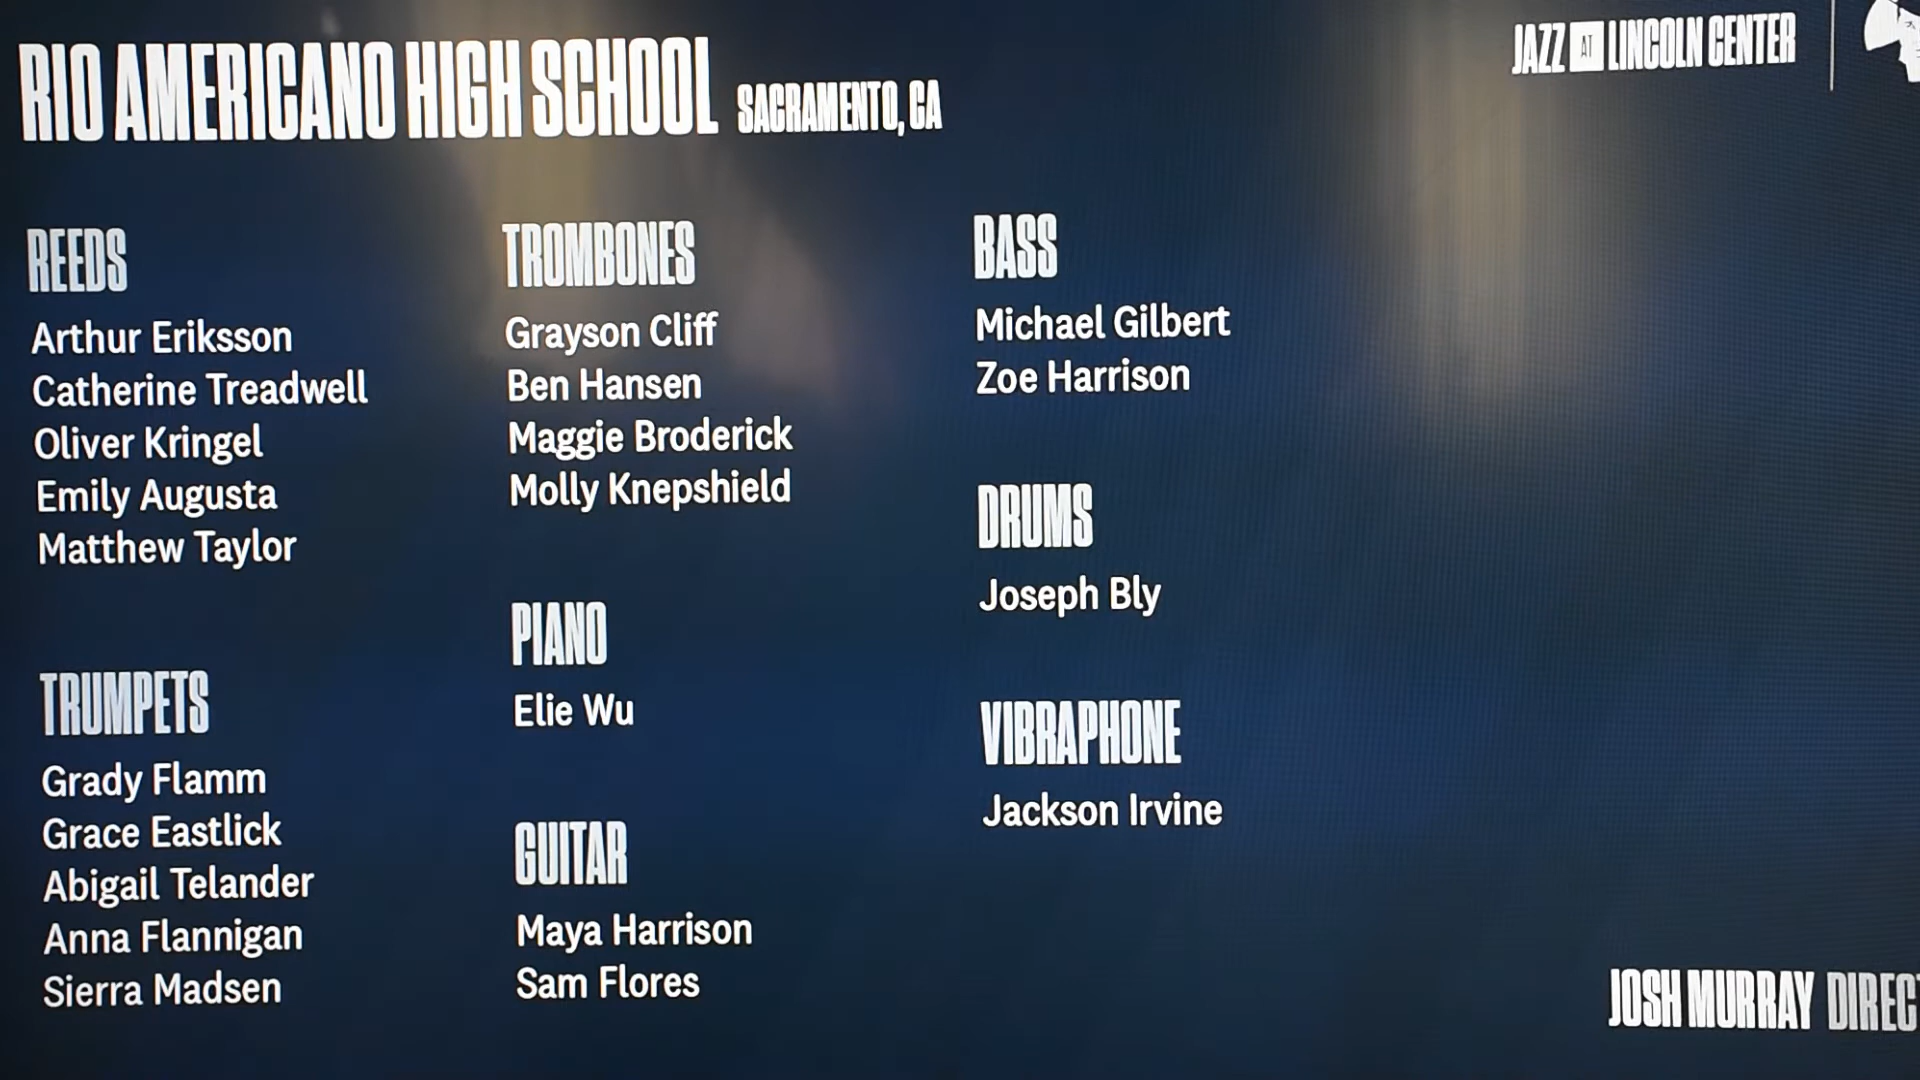 RIO AMERICANO HIGH SCHOOL SACRAMENTO, CA
JAZZ AT LINCOLN CENTER
REEDS
Arthur Eriksson
Catherine Treadwell
Oliver Kringel
Emily Augusta
Matthew Taylor
TRUMPETS
Grady Flamm
Grace Eastlick
Abigail Telander
Anna Flannigan
Sierra Madsen
TROMBONES
Grayson Cliff
Ben Hansen
Maggie Broderick
Molly Knepshield
PIANO
Elie Wu
GUITAR
Maya Harrison
Sam Flores
BASS
Michael Gilbert
Zoe Harrison
DRUMS
Joseph Bly
VIBRAPHONE
Jackson Irvine
JOSH MURRAY DIRECT